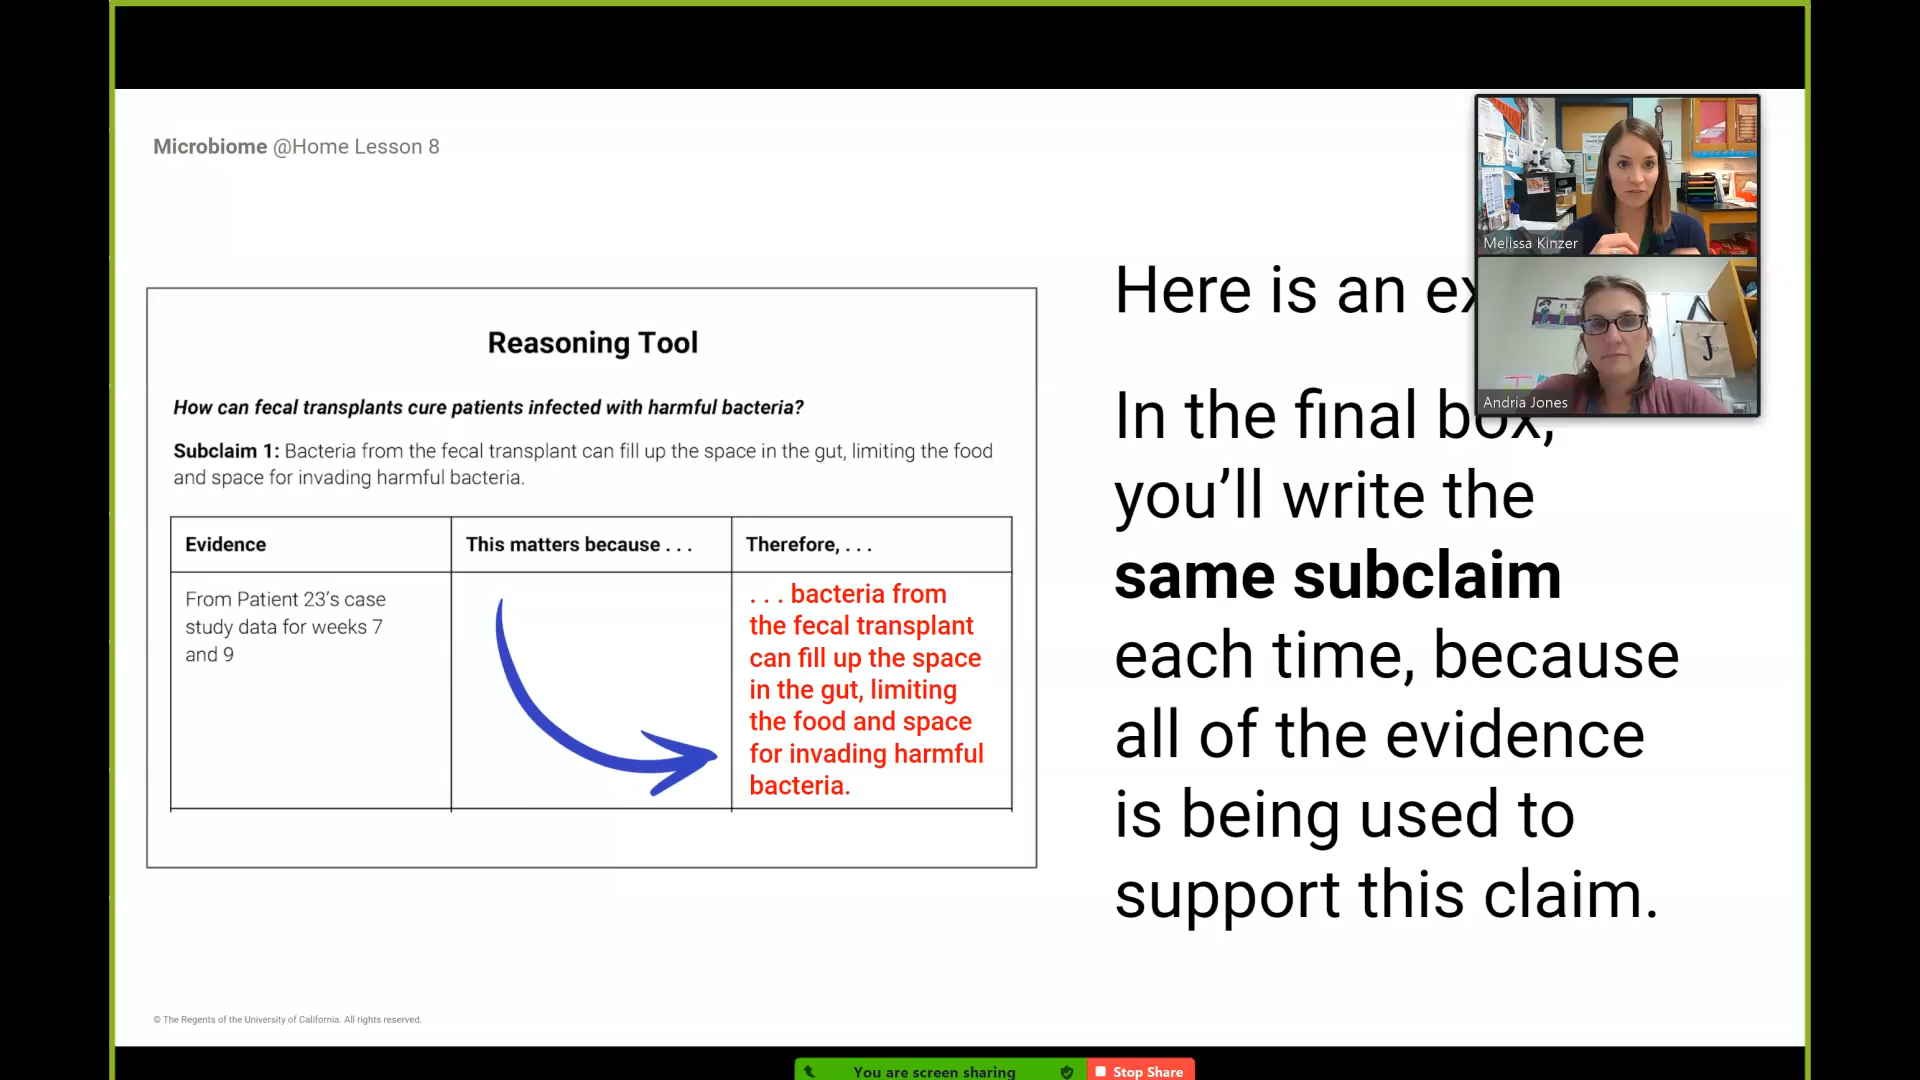 Microbiome @Home Lesson 8
Reasoning Tool
How can fecal transplants cure patients infected with harmful bacteria?
Subclaim 1: Bacteria from the fecal transplant can fill up the space in the gut, limiting the food
and space for invading harmful bacteria.
Evidence
This matters because . . .
Therefore, . . .
From Patient 23’s case
study data for weeks 7
and 9
. . . bacteria from
the fecal transplant
can fill up the space
in the gut, limiting
the food and space
for invading harmful
bacteria.
Here is an
In the final box,
you’ll write the
same subclaim
each time, because
all of the evidence
is being used to
support this claim.
Melissa Kinzer
J
Andria Jones
© The Regents of the University of California. All rights reserved.
You are screen sharing
Stop Share